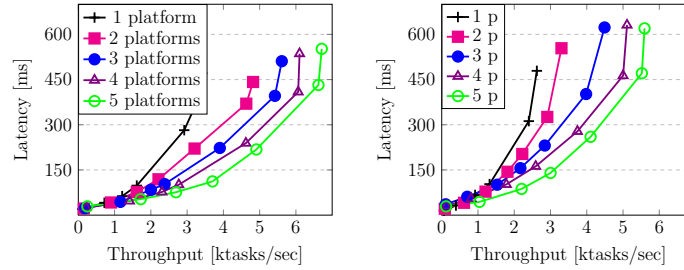 1 platform
2 platforms
3 platforms
4 platforms
5 platforms
600
450
300
150
Latency [ms]
0 1 2 3 4 5 6
Throughput [ktasks/sec]
1 p
2 p
3 p
4 p
5 p
600
450
300
150
Latency [ms]
0 1 2 3 4 5 6
Throughput [ktasks/sec]